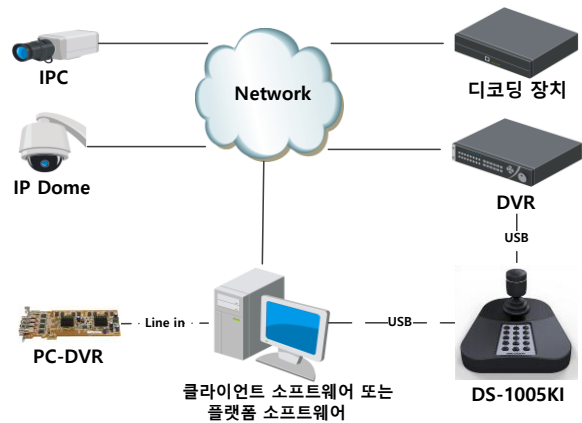 Network
IPC
디코딩 장치
IP Dome
DVR
USB
Line in
USB
PC-DVR
DS-1005KI
클라이언트 소프트웨어 또는
플랫폼 소프트웨어